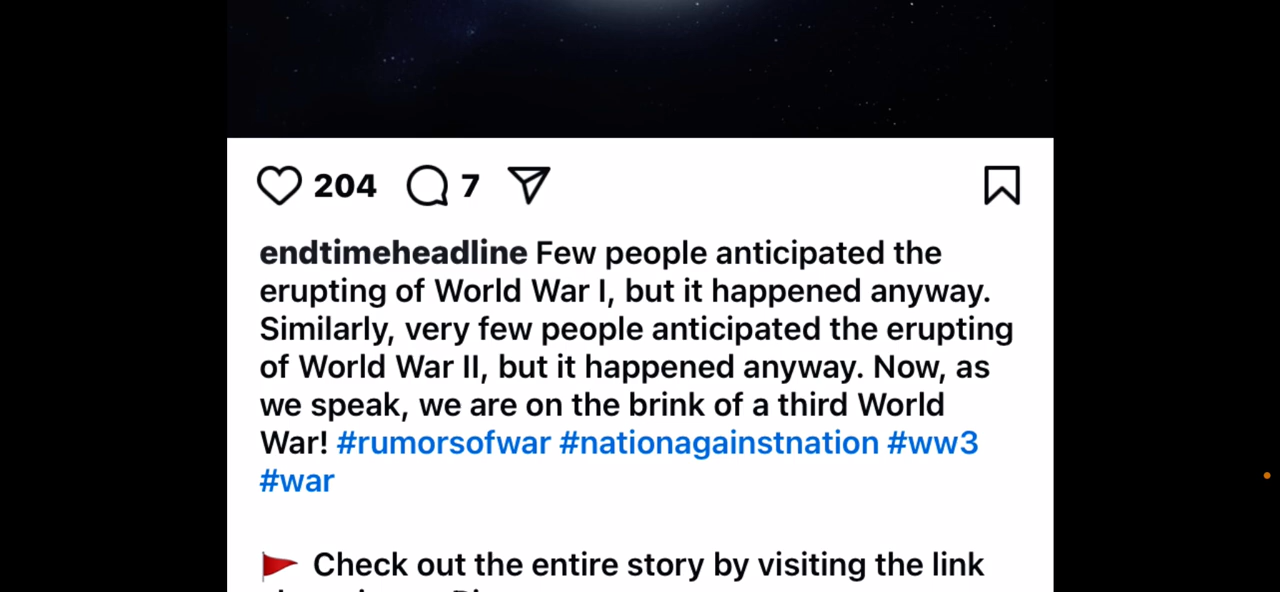 204 7
endtimeheadline Few people anticipated the
erupting of World War I, but it happened anyway.
Similarly, very few people anticipated the erupting
of World War II, but it happened anyway. Now, as
we speak, we are on the brink of a third World
War! #rumorsofwar #nationagainstnation #ww3
#war
Check out the entire story by visiting the link